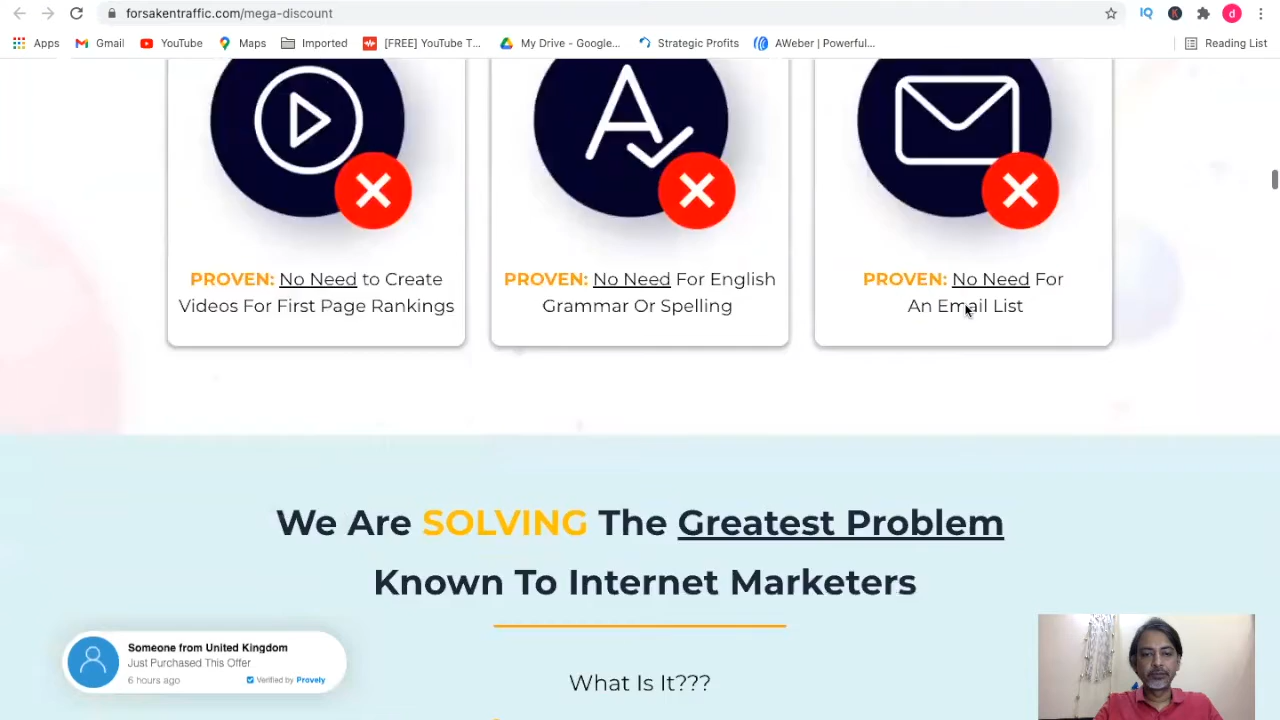 forsakentraffic.com/mega-discount
IQ
K
d
Apps
Gmail
YouTube
Maps
Imported
[FREE] YouTube T...
My Drive - Google...
Strategic Profits
AWeber | Powerful...
Reading List
PROVEN: No Need to Create
Videos For First Page Rankings
PROVEN: No Need For English
Grammar Or Spelling
PROVEN: No Need For
An Email List
We Are SOLVING The Greatest Problem
Known To Internet Marketers
Someone from United Kingdom
Just Purchased This Offer
6 hours ago
Verified by Provely
What Is It???